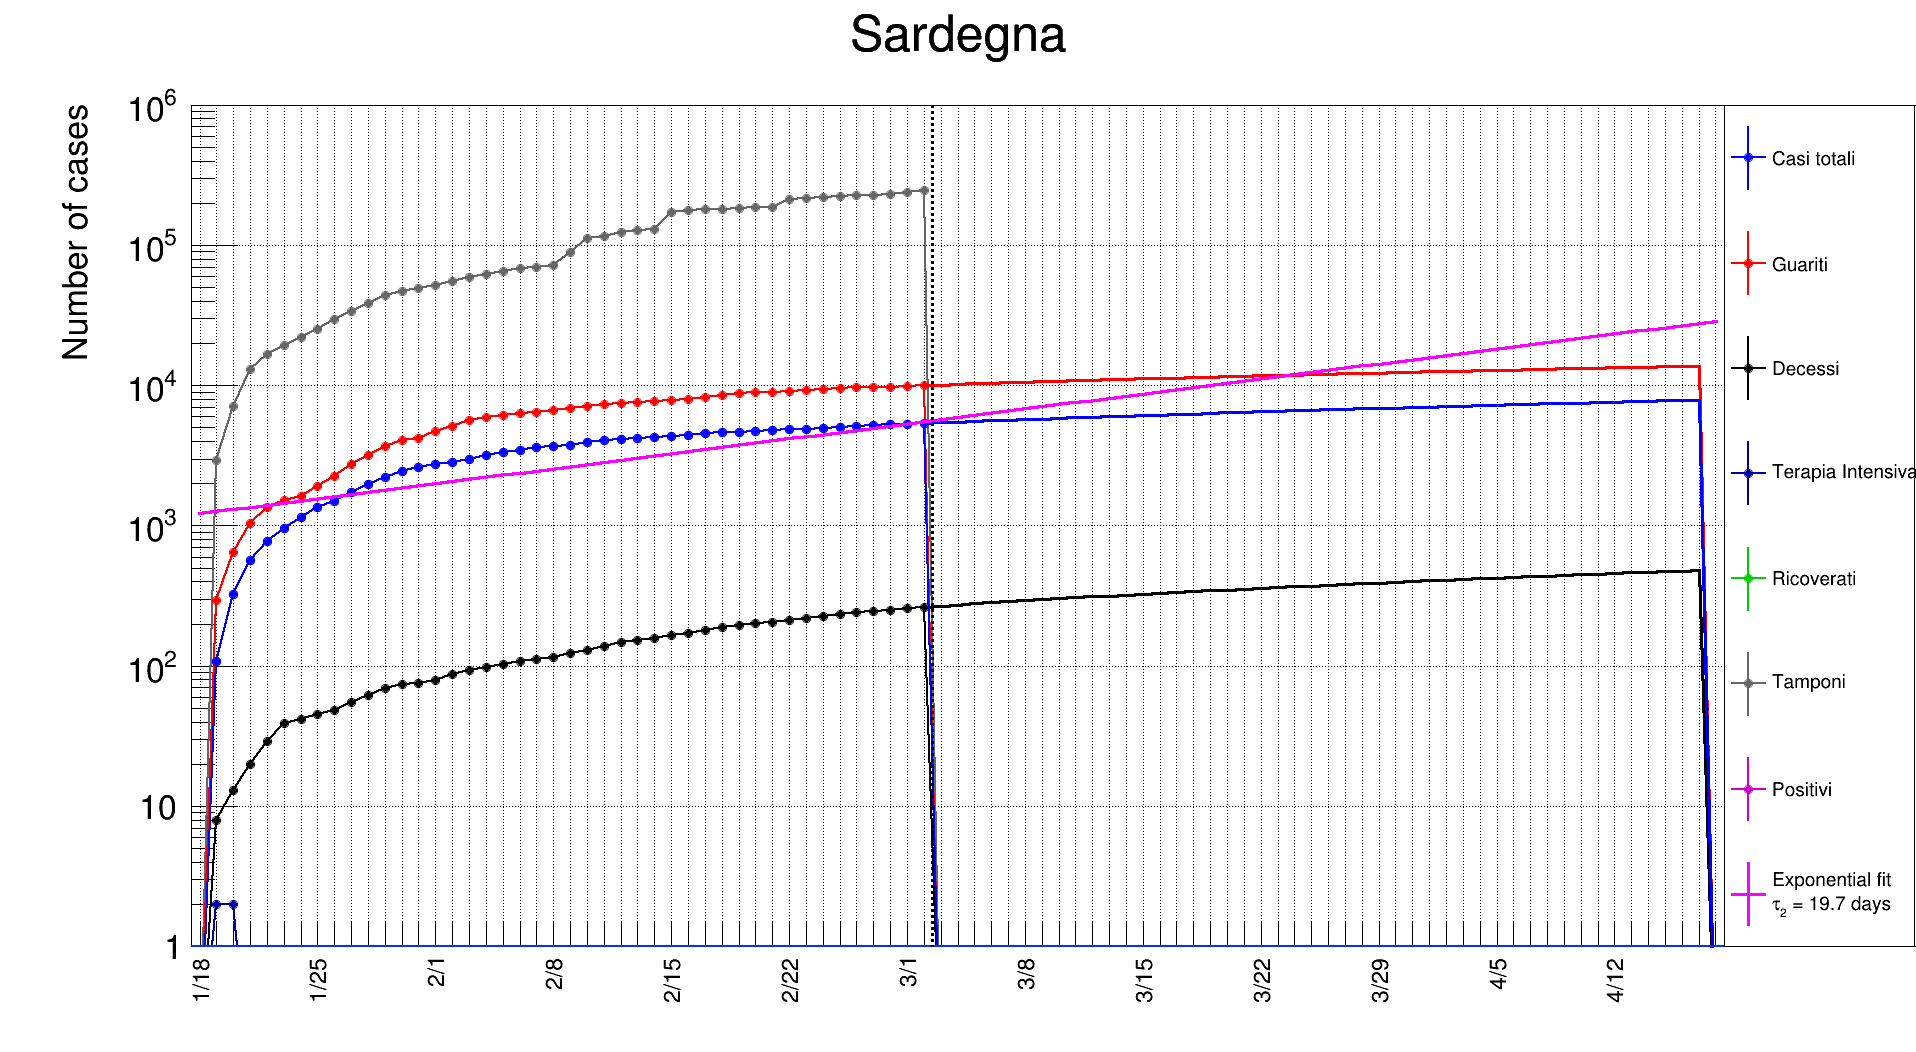 Sardegna
Number of cases
10^6
10^5
10^4
10^3
10^2
10
1
1/18
1/25
2/1
2/8
2/15
2/22
3/1
3/8
3/15
3/22
3/29
4/5
4/12
Casi totali
Guariti
Decessi
Terapia Intensiva
Ricoverati
Tamponi
Positivi
Exponential fit
τ₂ = 19.7 days